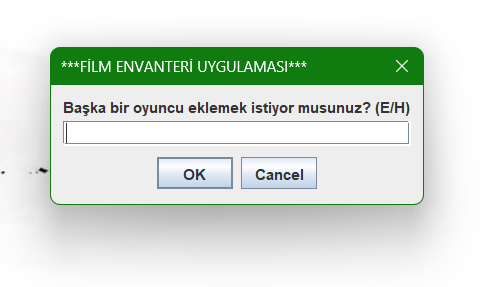 ***FİLM ENVANTERİ UYGULAMASI***
Başka bir oyuncu eklemek istiyor musunuz? (E/H)
OK
Cancel